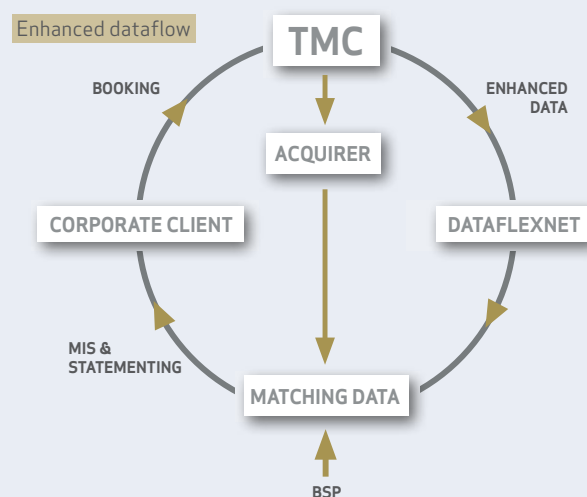 Enhanced dataflow
TMC
BOOKING
ENHANCED
DATA
ACQUIRER
CORPORATE CLIENT
DATAFLEXNET
MIS &
STATEMENTING
MATCHING DATA
BSP